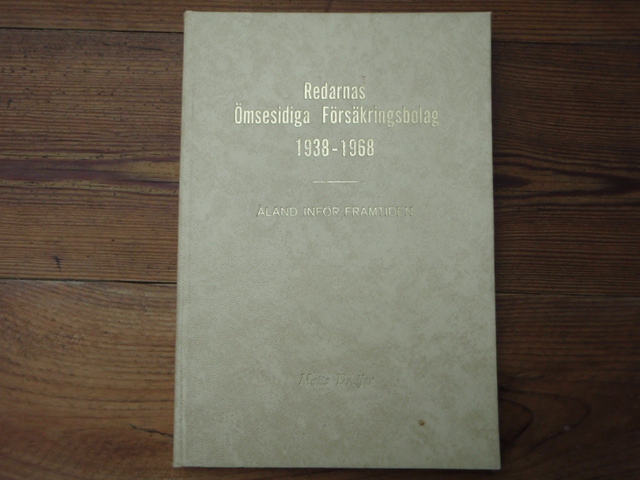 Redarnas
Ömsesidiga Försäkringsbolag
1938-1968
ÅLAND INFÖR FRAMTIDEN